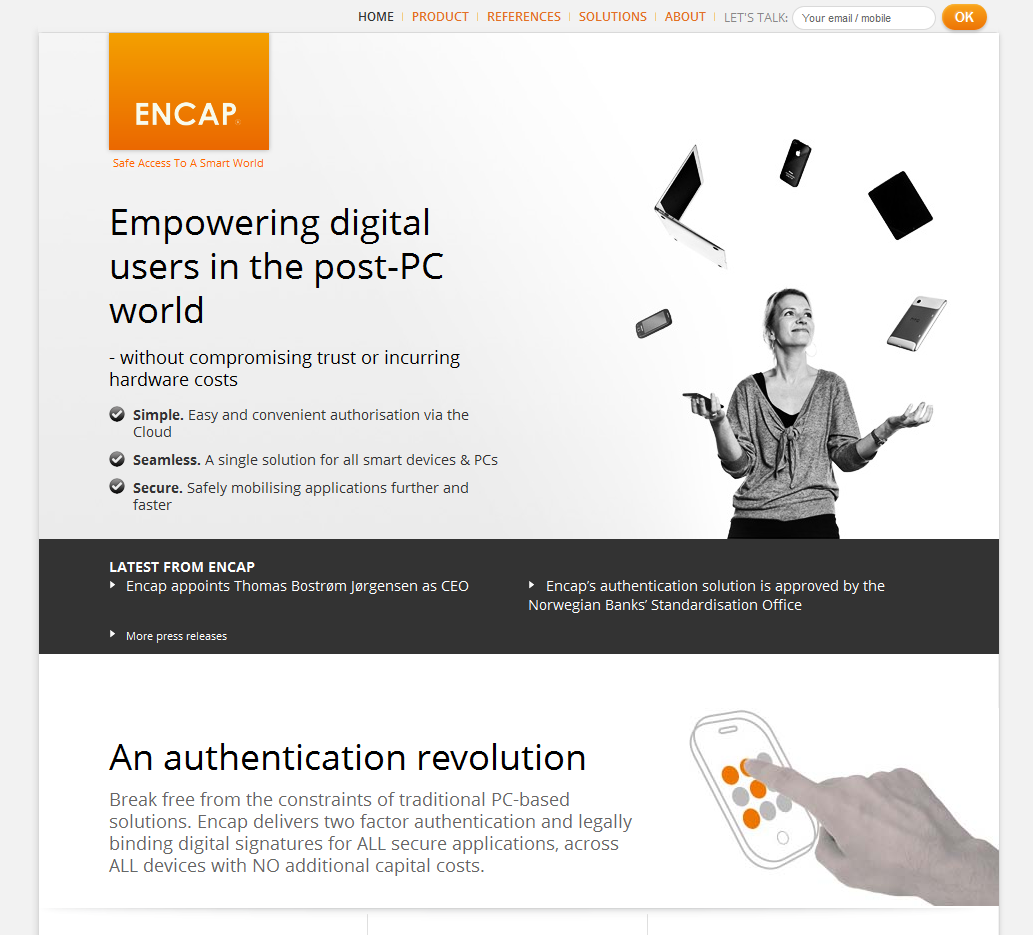 HOME PRODUCT REFERENCES SOLUTIONS ABOUT LET'S TALK: Your email / mobile OK
ENCAP
Safe Access To A Smart World
Empowering digital
users in the post-PC
world
- without compromising trust or incurring
hardware costs
Simple. Easy and convenient authorisation via the
Cloud
Seamless. A single solution for all smart devices & PCs
Secure. Safely mobilising applications further and
faster
LATEST FROM ENCAP
Encap appoints Thomas Bostrøm Jørgensen as CEO
Encap’s authentication solution is approved by the
Norwegian Banks’ Standardisation Office
More press releases
An authentication revolution
Break free from the constraints of traditional PC-based
solutions. Encap delivers two factor authentication and legally
binding digital signatures for ALL secure applications, across
ALL devices with NO additional capital costs.